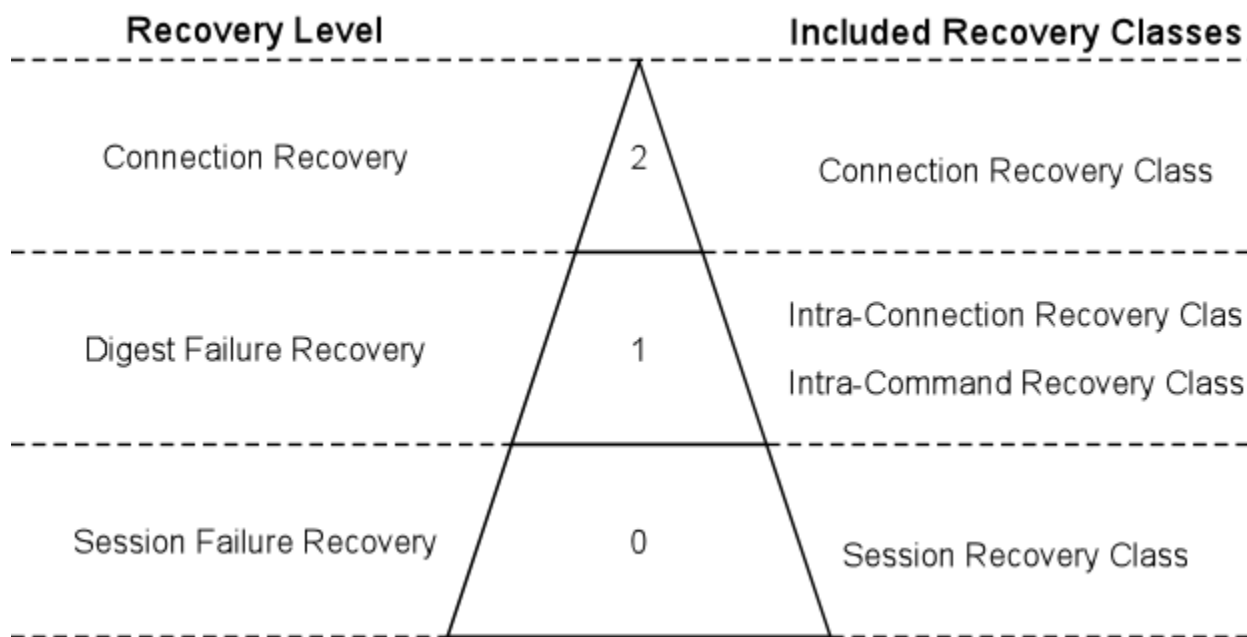 Recovery Level
Included Recovery Classes
Connection Recovery
2
Connection Recovery Class
Digest Failure Recovery
1
Intra-Connection Recovery Clas
Intra-Command Recovery Class
Session Failure Recovery
0
Session Recovery Class